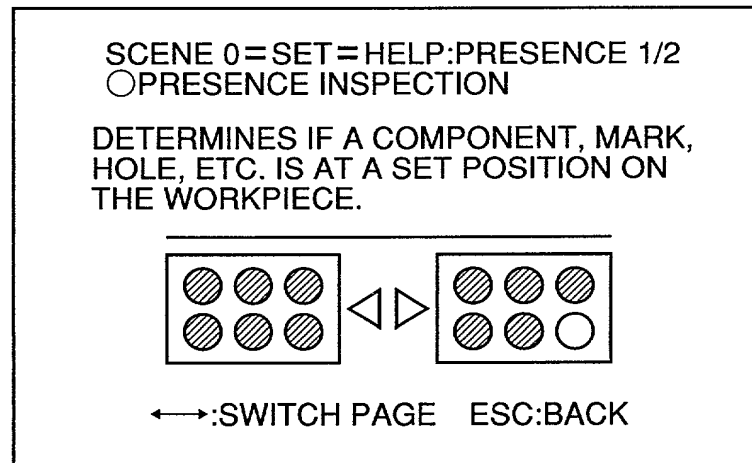 SCENE 0=SET=HELP:PRESENCE 1/2
○PRESENCE INSPECTION
DETERMINES IF A COMPONENT, MARK,
HOLE, ETC. IS AT A SET POSITION ON
THE WORKPIECE.
←→:SWITCH PAGE ESC:BACK